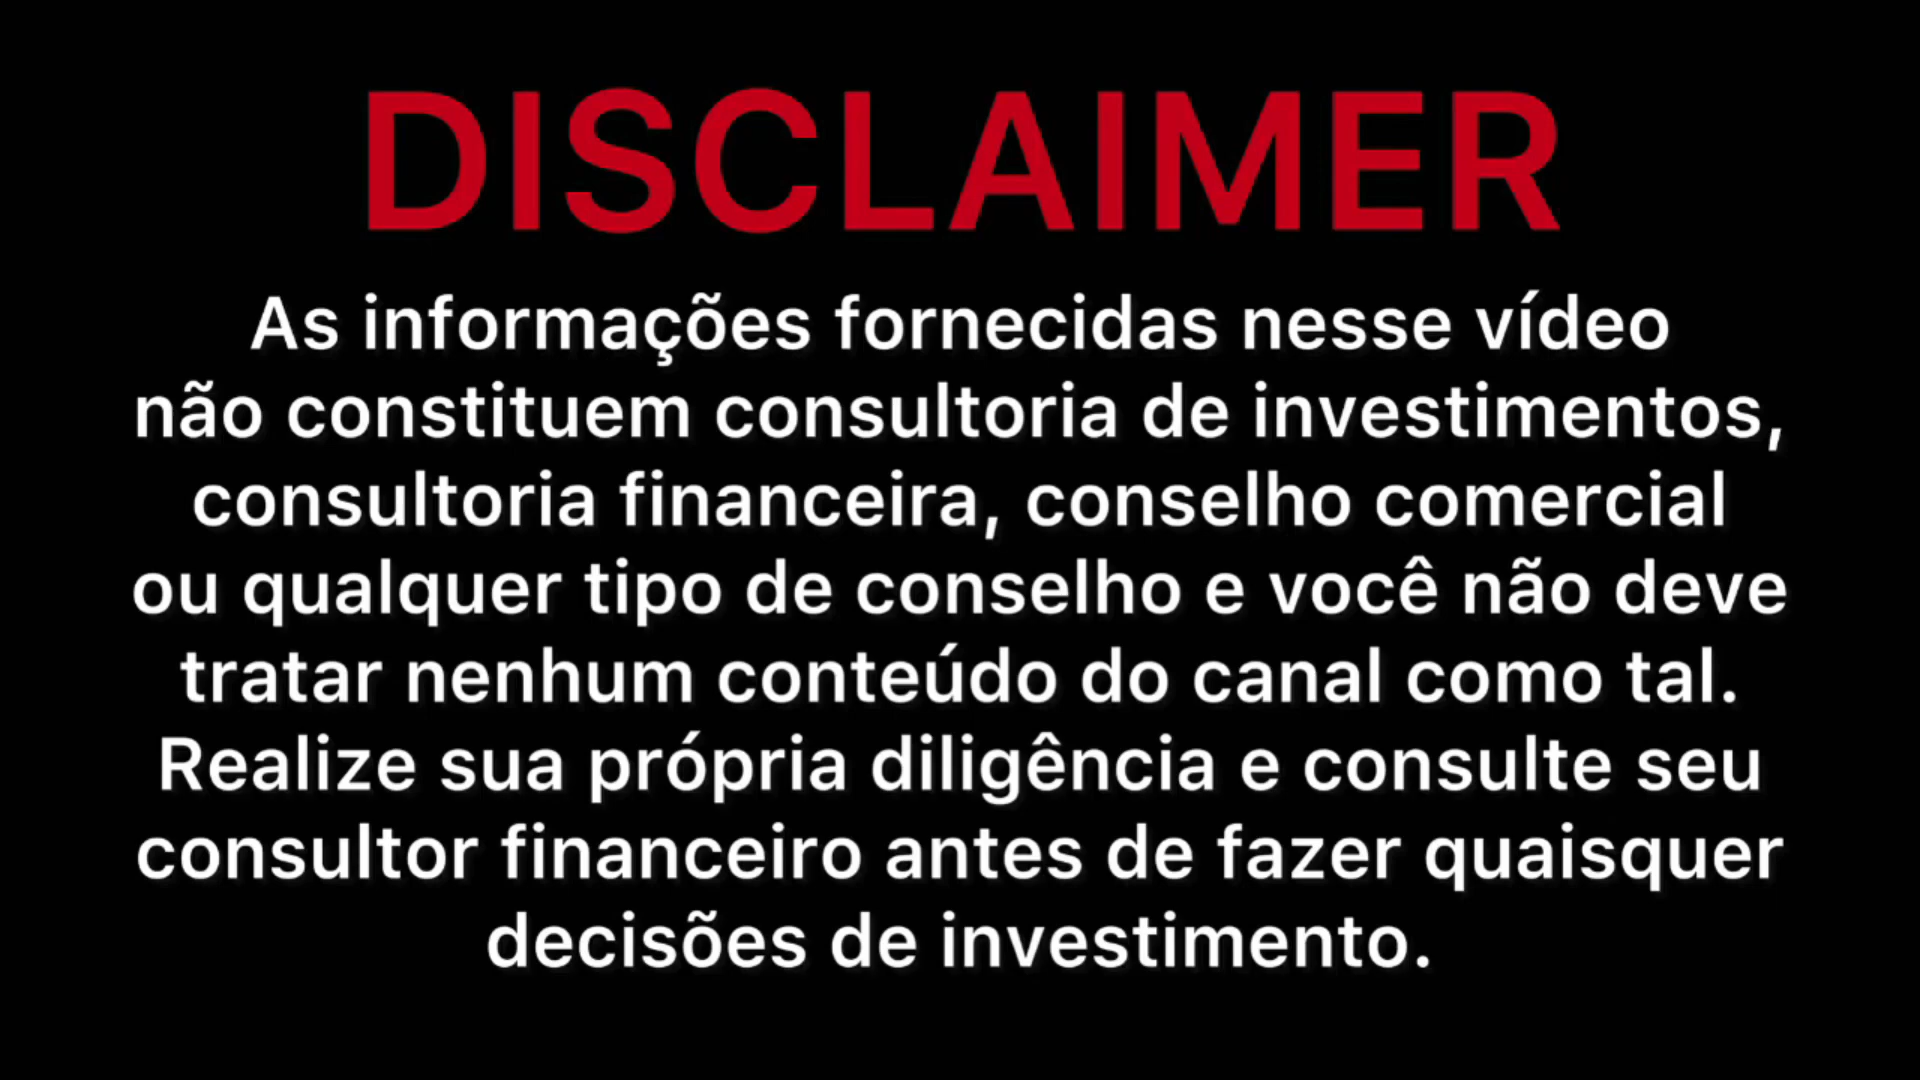 DISCLAIMER
As informações fornecidas nesse vídeo
não constituem consultoria de investimentos,
consultoria financeira, conselho comercial
ou qualquer tipo de conselho e você não deve
tratar nenhum conteúdo do canal como tal.
Realize sua própria diligência e consulte seu
consultor financeiro antes de fazer quaisquer
decisões de investimento.